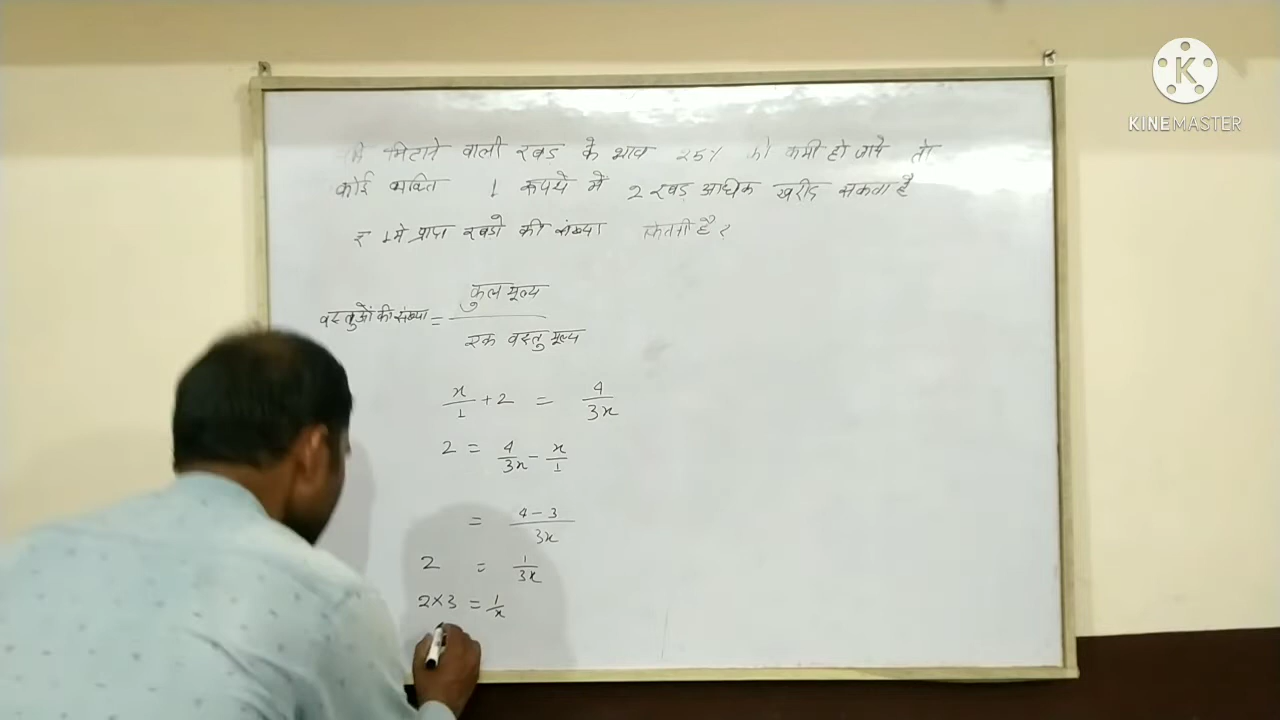 मिटाने वाली रबड़ के भाव 25% की कमी हो जाये तो
कोई व्यक्ति 1 रूपये में 2 रबड़ अधिक खरीद सकता है
₹ 1 मे प्राप्त रबडो की संख्या कितनी है?
वस्तुओं की संख्या = कुल मूल्य / एक वस्तु मूल्य
x/1 + 2 = 4/3x
2 = 4/3x - x/1
= 4-3/3x
2 = 1/3x
2×3 = 1/x
K
KINEMASTER